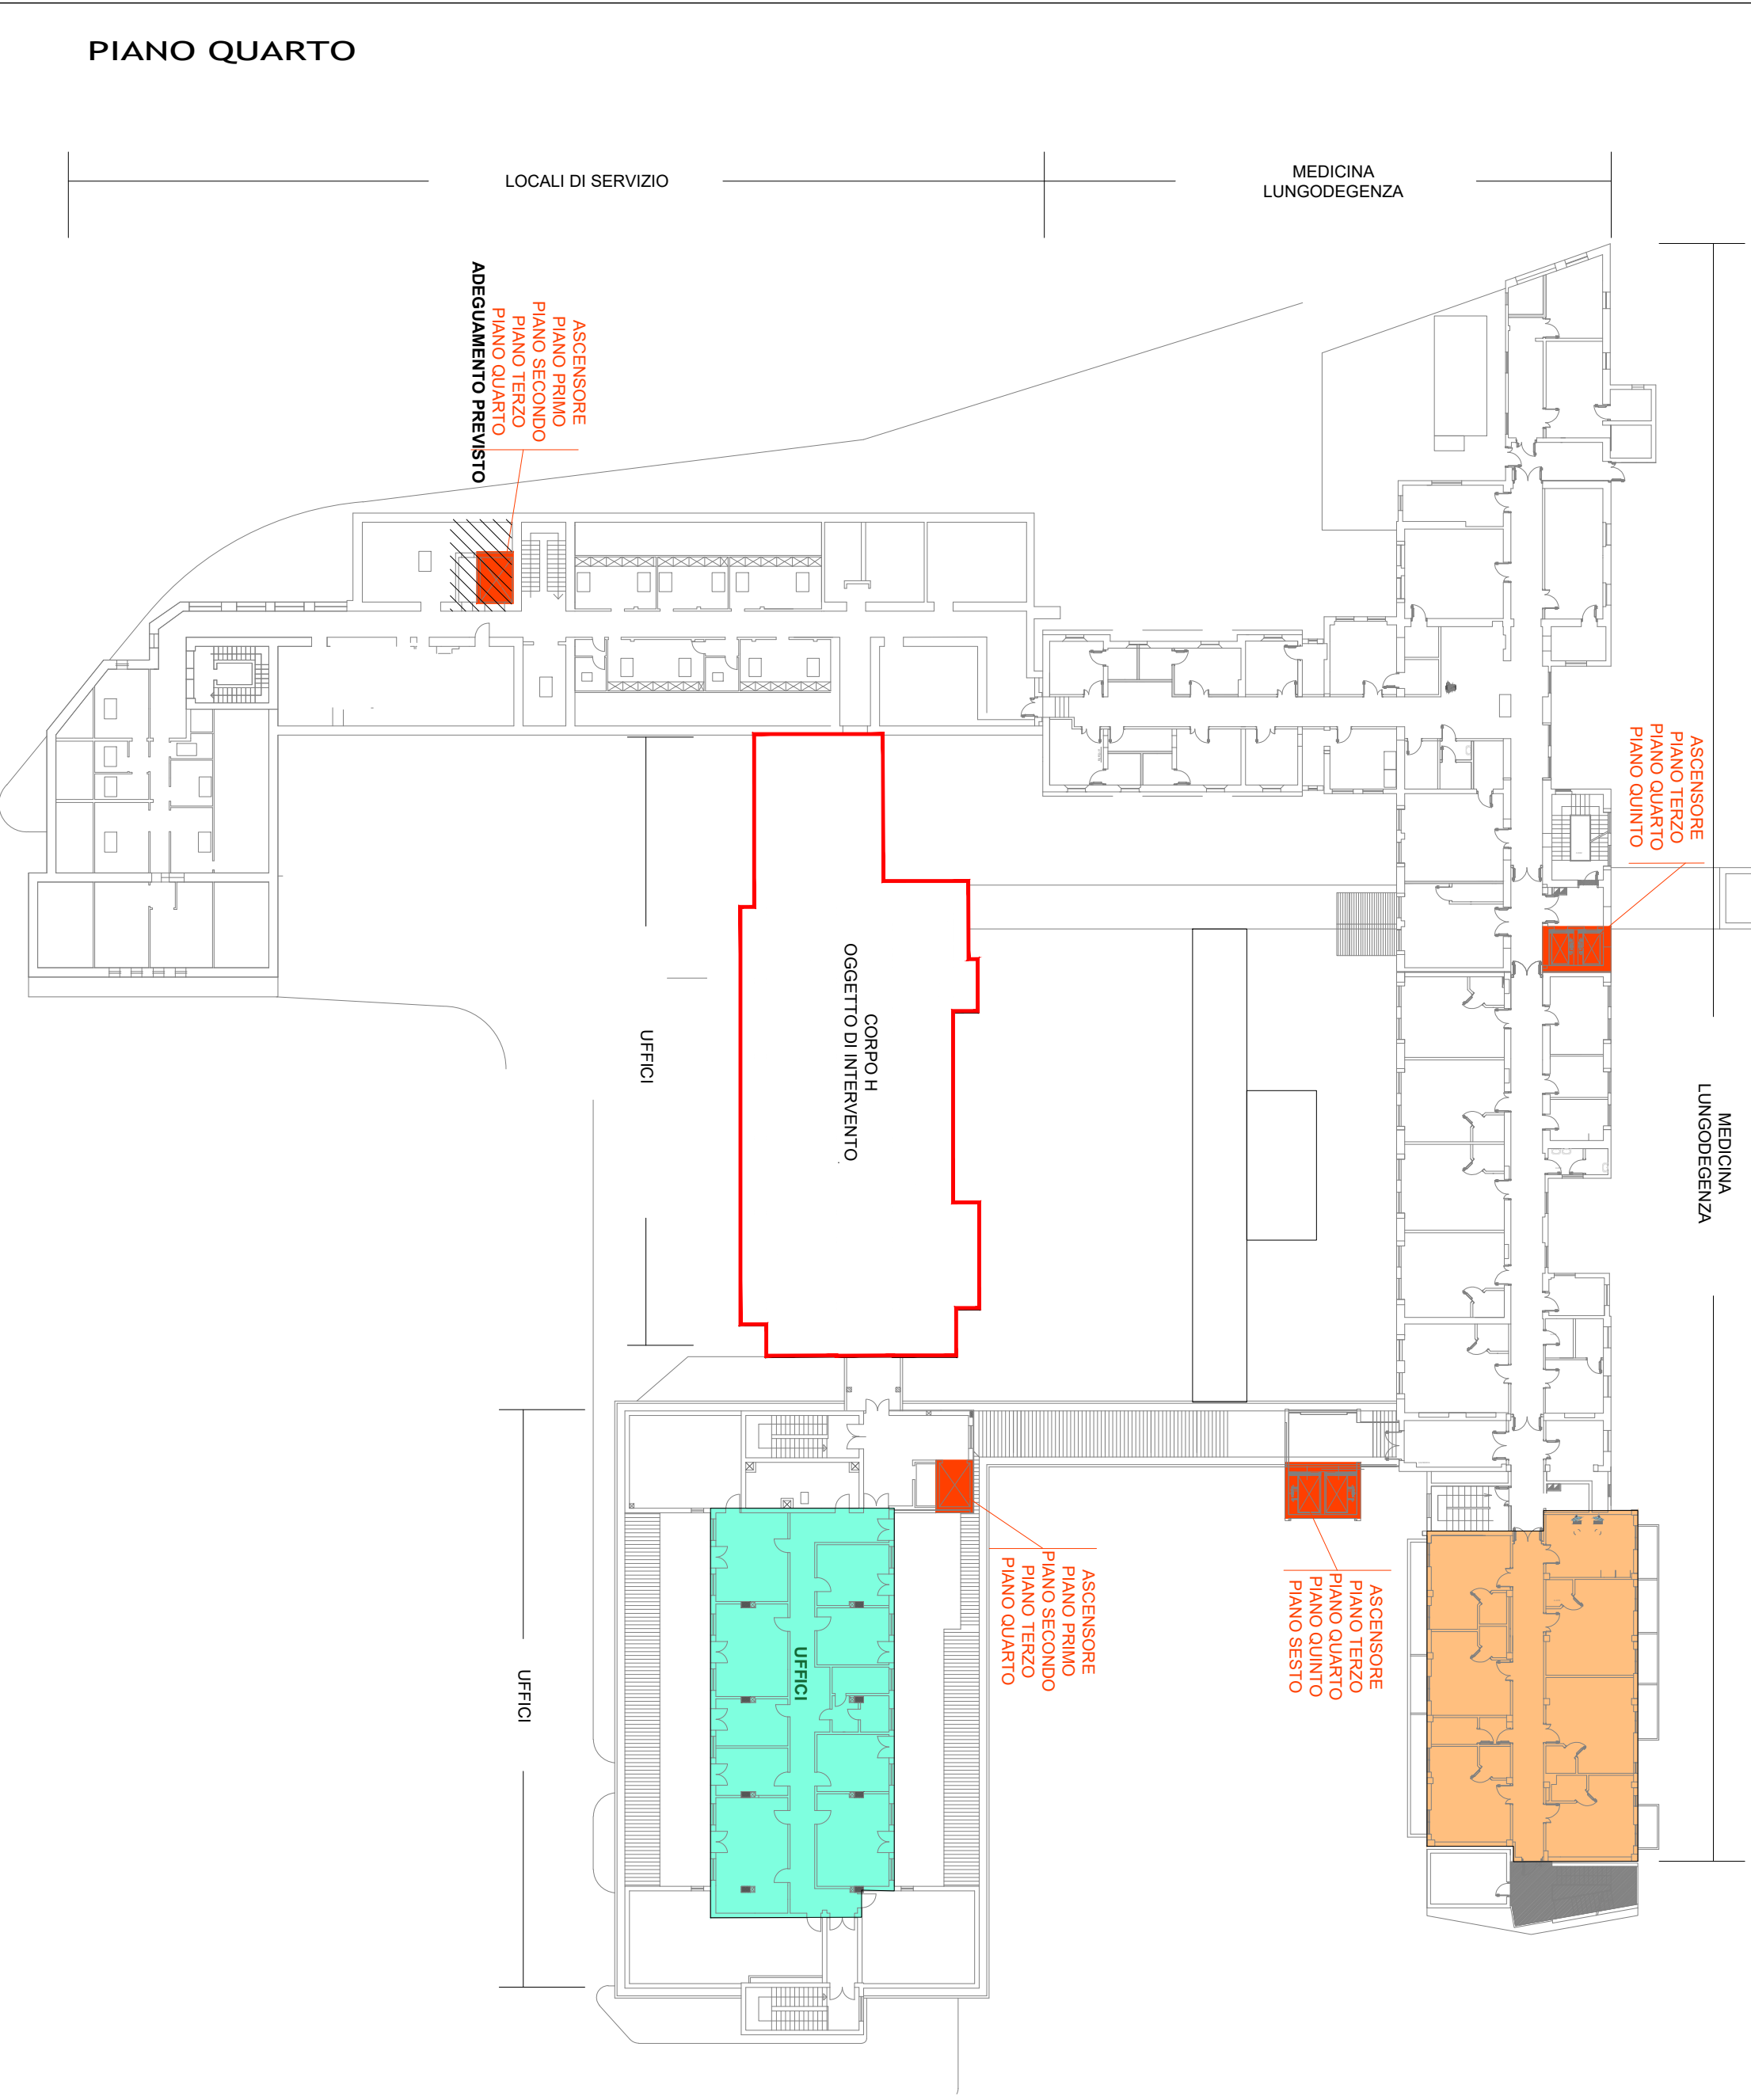 PIANO QUARTO
LOCALI DI SERVIZIO
MEDICINA
LUNGODEGENZA
ASCENSORE
PIANO PRIMO
PIANO SECONDO
PIANO TERZO
PIANO QUARTO
ADEGUAMENTO PREVISTO
ASCENSORE
PIANO TERZO
PIANO QUARTO
PIANO QUINTO
MEDICINA
LUNGODEGENZA
CORPO H
OGGETTO DI INTERVENTO
UFFICI
ASCENSORE
PIANO PRIMO
PIANO SECONDO
PIANO TERZO
PIANO QUARTO
ASCENSORE
PIANO TERZO
PIANO QUARTO
PIANO QUINTO
PIANO SESTO
UFFICI
UFFICI